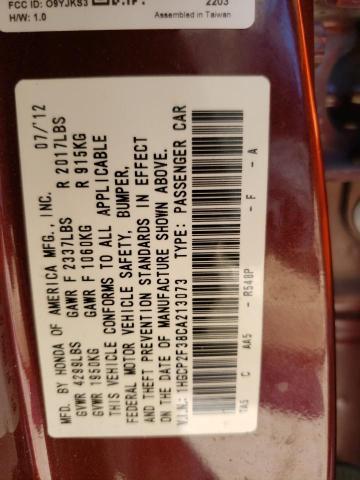 FCC ID: O9YJKS3
2203
H/W: 1.0
Assembled in Taiwan
MFD. BY HONDA OF AMERICA MFG., INC. 07/'12
GVWR 4299LBS GAWR F 2337LBS R 2017LBS
GVWR 1950KG GAWR F 1060KG R 915KG
THIS VEHICLE CONFORMS TO ALL APPLICABLE
FEDERAL MOTOR VEHICLE SAFETY, BUMPER,
AND THEFT PREVENTION STANDARDS IN EFFECT
ON THE DATE OF MANUFACTURE SHOWN ABOVE.
V.I.N.: 1HGCP2F38CA213073 TYPE: PASSENGER CAR
TA5 C AA5 - R548P - F - A